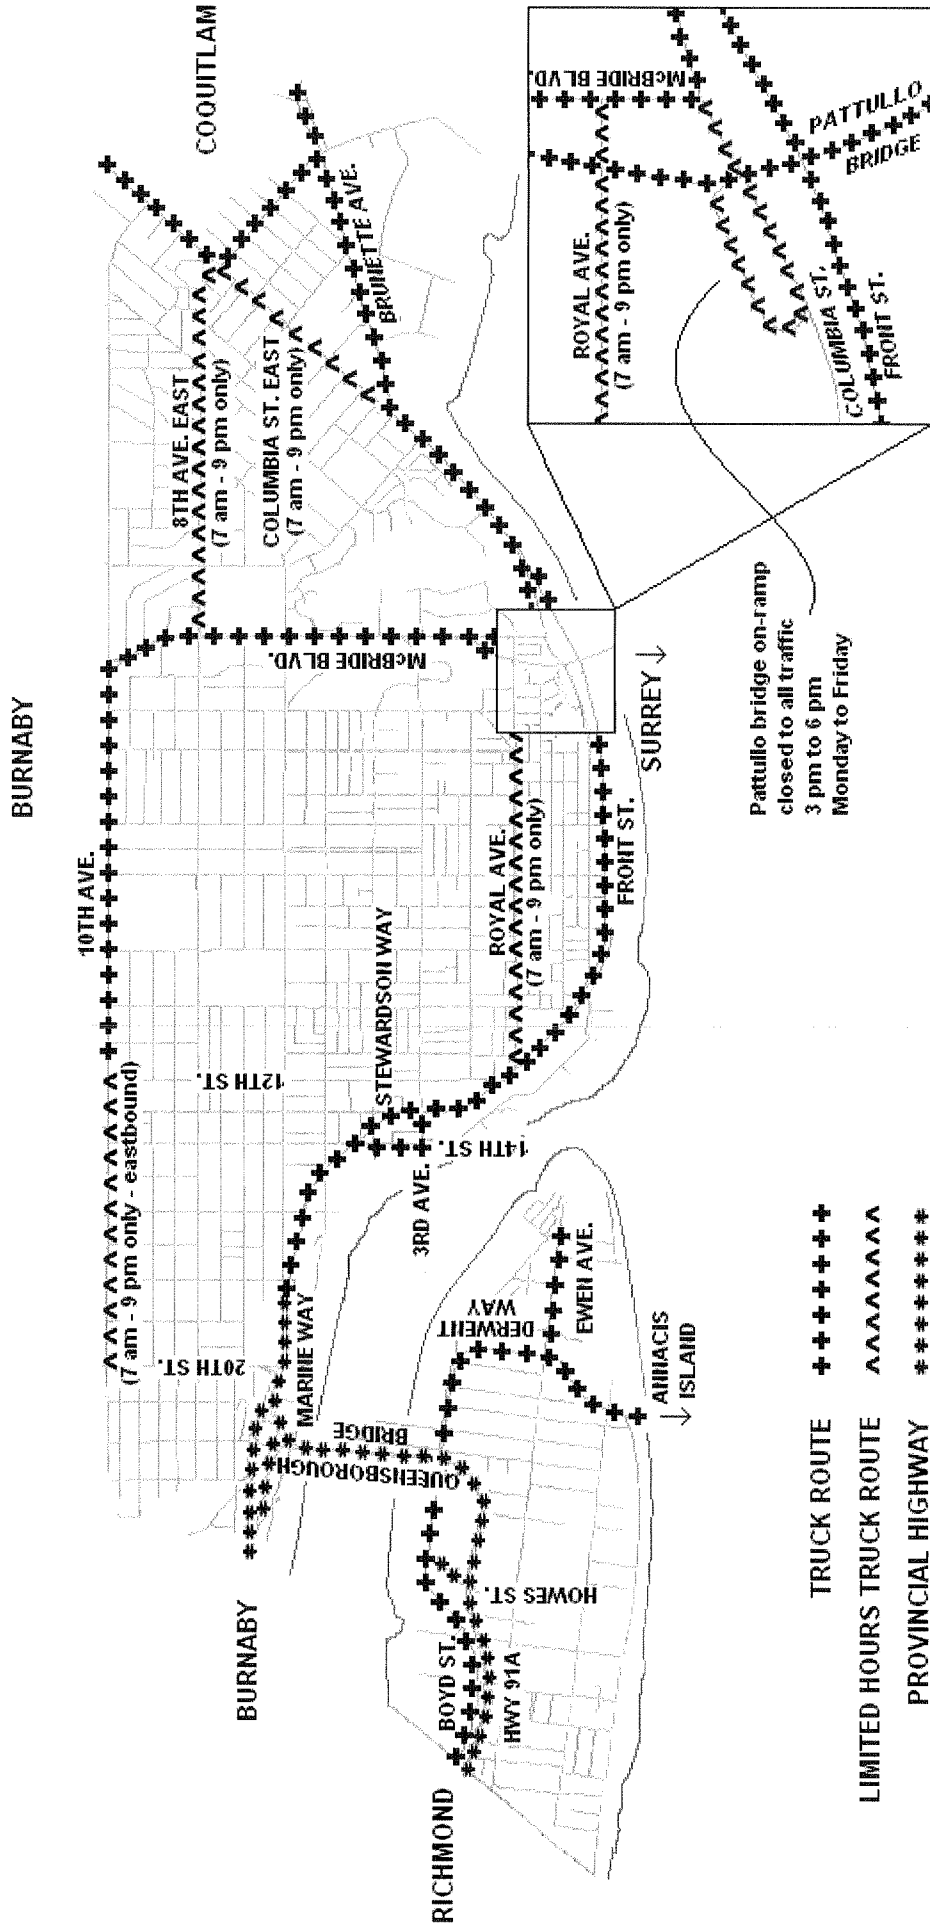 BURNABY
COQUITLAM
10TH AVE.
(7 am - 9 pm only - eastbound)
20TH ST.
12TH ST.
8TH AVE. EAST
(7 am - 9 pm only)
COLUMBIA ST. EAST
(7 am - 9 pm only)
BRUNETTE AVE.
McBRIDE BLVD.
BURNABY
MARINE WAY
STEWARDSON WAY
3RD AVE.
14TH ST.
ROYAL AVE.
(7 am - 9 pm only)
FRONT ST.
SURREY
QUEENSBOROUGH
BRIDGE
RICHMOND
BOYD ST.
HWY 91A
HOWES ST.
DERWENT
WAY
EWEN AVE.
ANNACIS
ISLAND
McBRIDE BLVD.
ROYAL AVE.
(7 am - 9 pm only)
PATTULLO
BRIDGE
COLUMBIA ST.
FRONT ST.
Pattullo bridge on-ramp
closed to all traffic
3 pm to 6 pm
Monday to Friday
TRUCK ROUTE
LIMITED HOURS TRUCK ROUTE
PROVINCIAL HIGHWAY